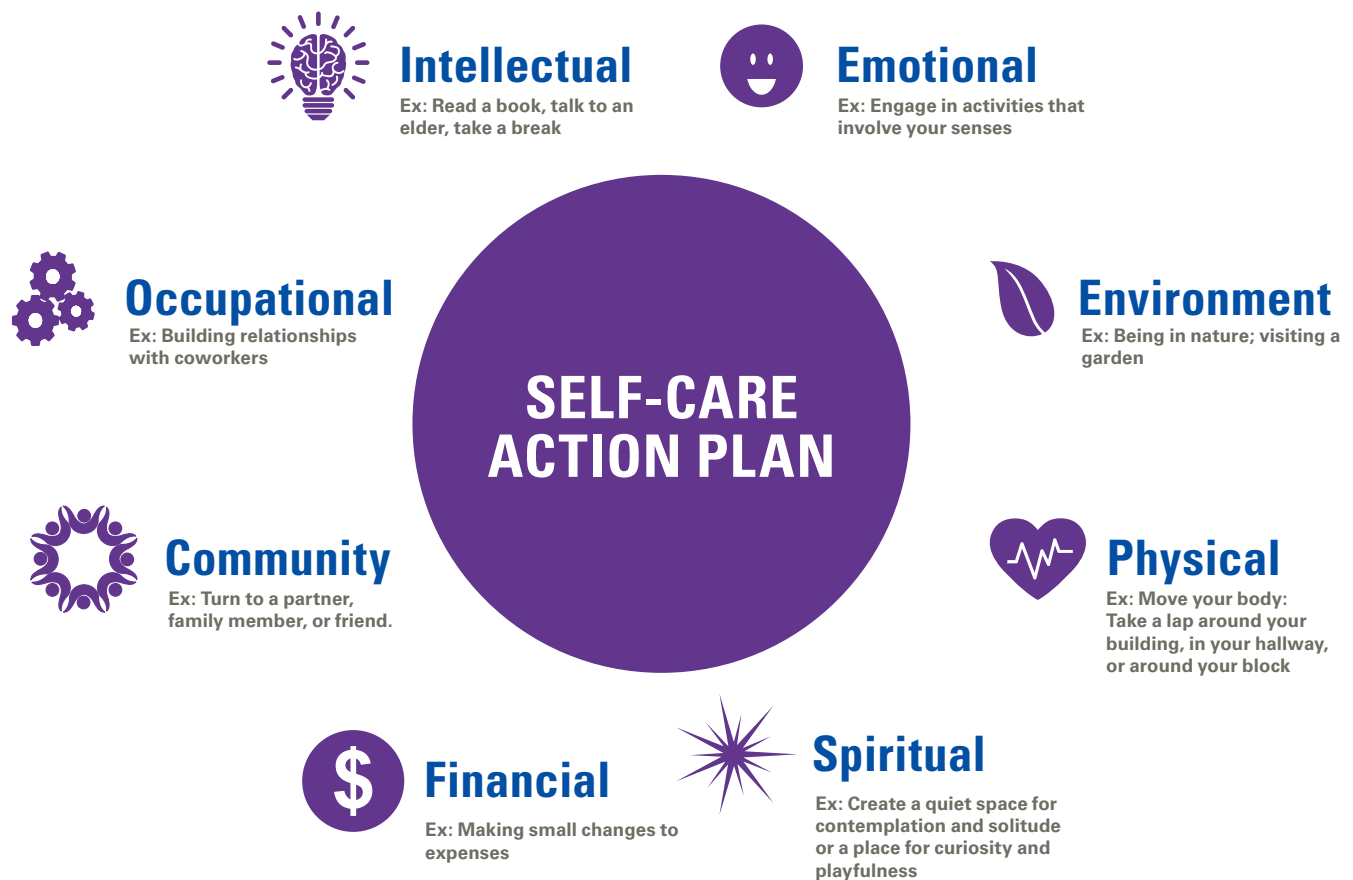 Intellectual
Ex: Read a book, talk to an
elder, take a break
Emotional
Ex: Engage in activities that
involve your senses
Occupational
Ex: Building relationships
with coworkers
Environment
Ex: Being in nature; visiting a
garden
SELF-CARE
ACTION PLAN
Community
Ex: Turn to a partner,
family member, or friend.
Physical
Ex: Move your body:
Take a lap around your
building, in your hallway,
or around your block
$
Financial
Ex: Making small changes to
expenses
Spiritual
Ex: Create a quiet space for
contemplation and solitude
or a place for curiosity and
playfulness